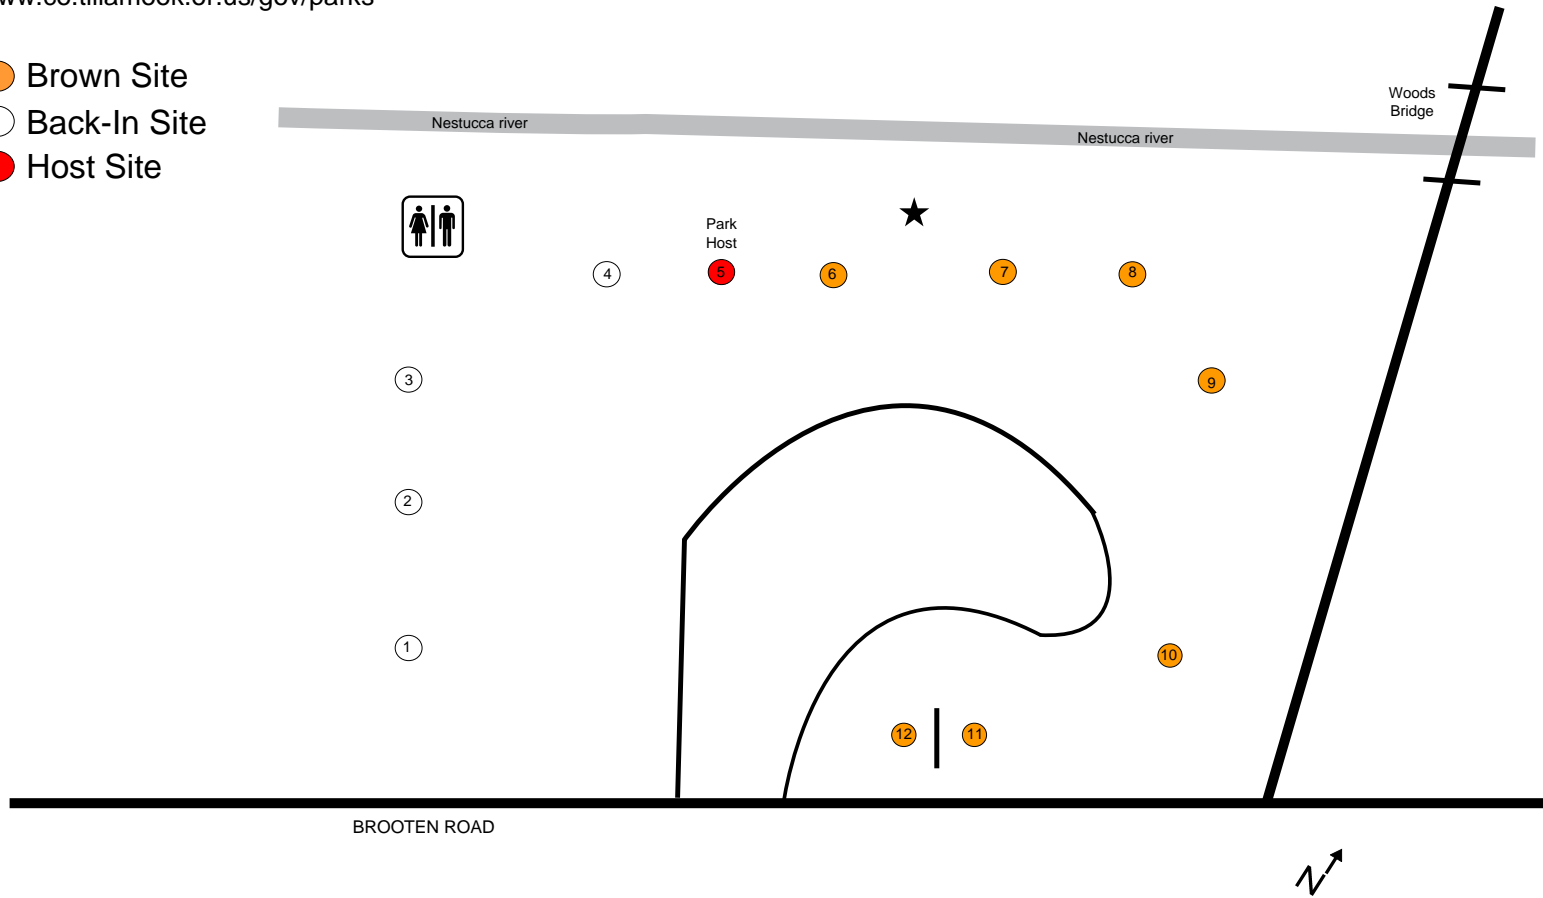 Brown Site
Back-In Site
Host Site
Nestucca river
Nestucca river
Woods
Bridge
Park
Host
4
5
6
7
8
3
9
2
1
10
12
11
BROOTEN ROAD
N